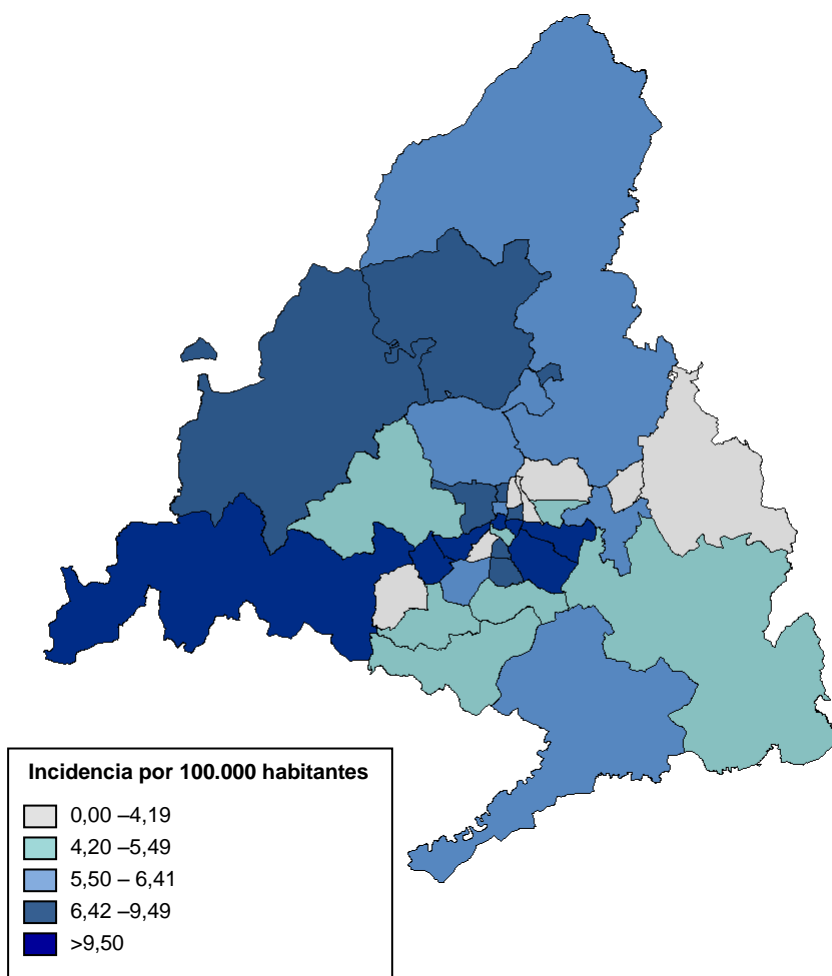 Incidencia por 100.000 habitantes
0,00 –4,19
4,20 –5,49
5,50 – 6,41
6,42 –9,49
>9,50